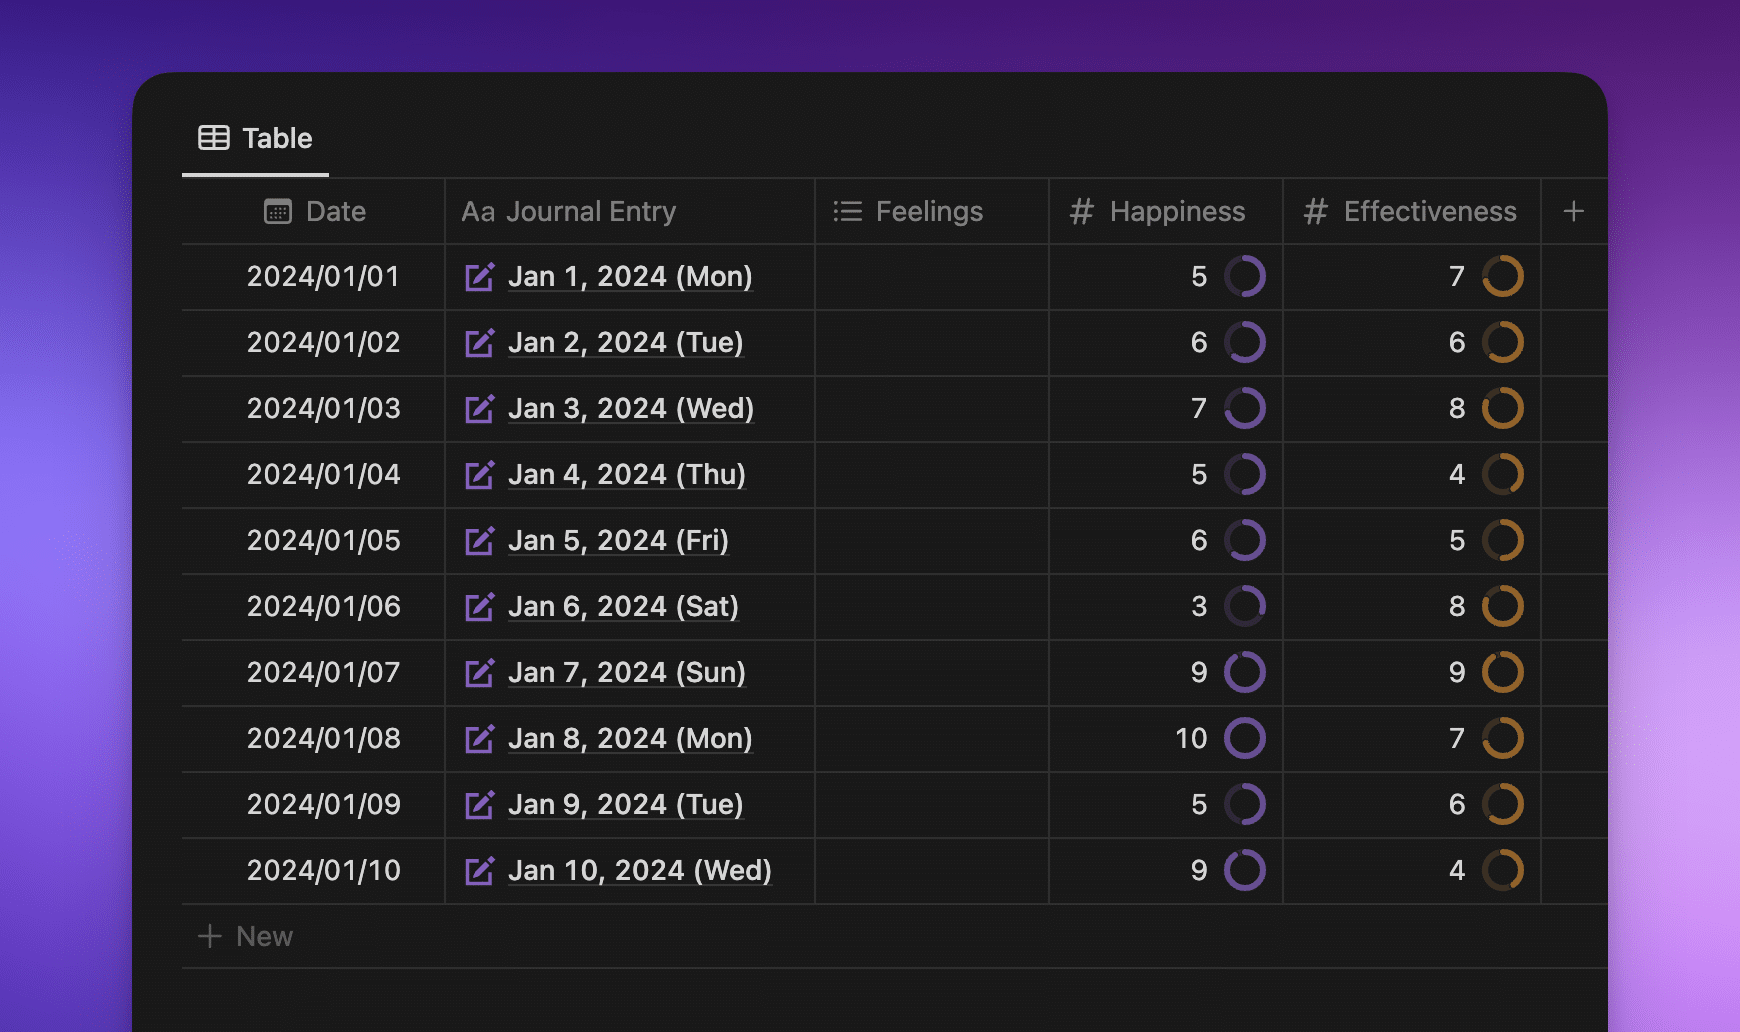 Table
Date Aa Journal Entry Feelings # Happiness # Effectiveness +
2024/01/01 Jan 1, 2024 (Mon) 5 7
2024/01/02 Jan 2, 2024 (Tue) 6 6
2024/01/03 Jan 3, 2024 (Wed) 7 8
2024/01/04 Jan 4, 2024 (Thu) 5 4
2024/01/05 Jan 5, 2024 (Fri) 6 5
2024/01/06 Jan 6, 2024 (Sat) 3 8
2024/01/07 Jan 7, 2024 (Sun) 9 9
2024/01/08 Jan 8, 2024 (Mon) 10 7
2024/01/09 Jan 9, 2024 (Tue) 5 6
2024/01/10 Jan 10, 2024 (Wed) 9 4
+ New